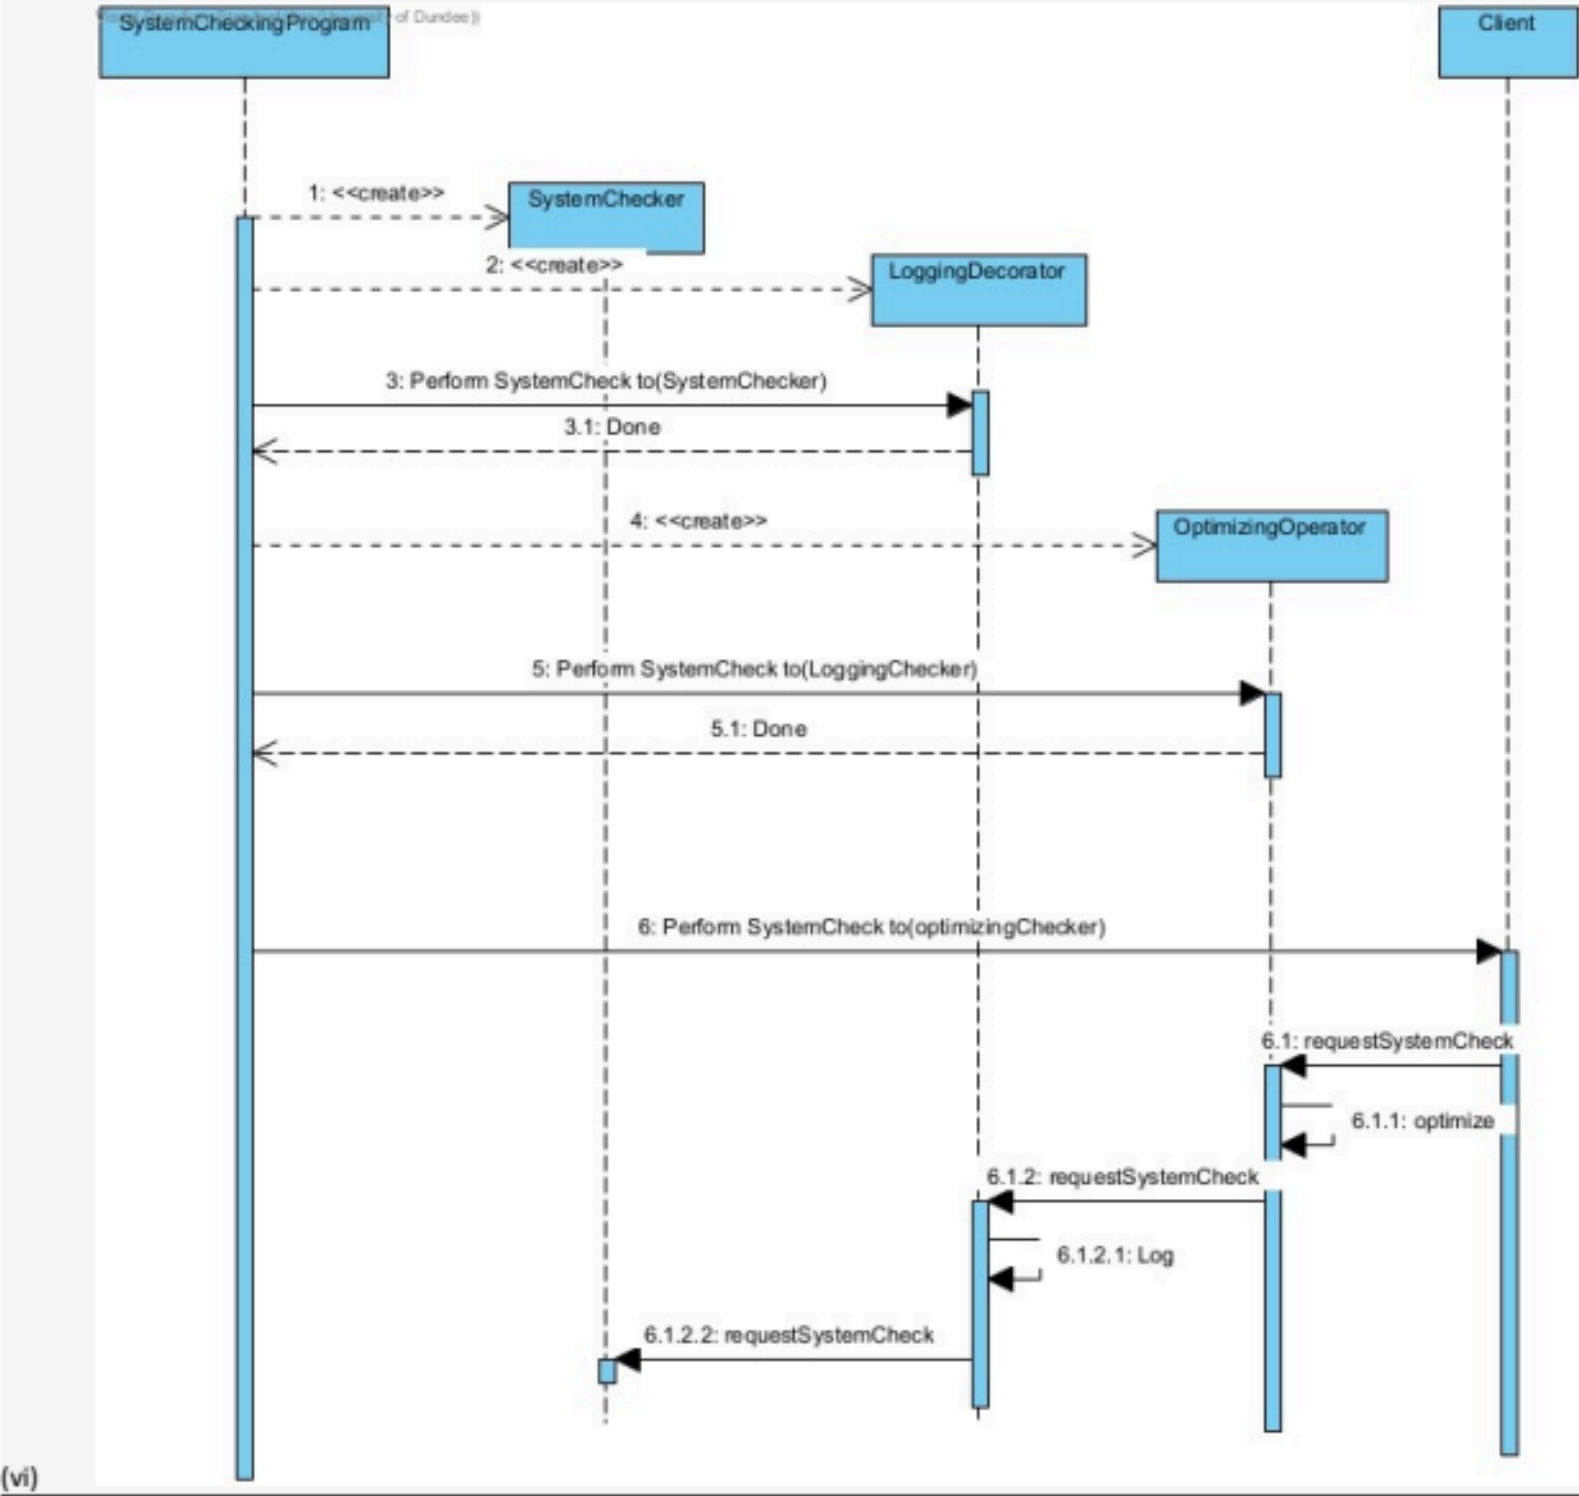 of Dundee))
SystemCheckingProgram
Client
1: <<create>>
SystemChecker
2: <<create>>
LoggingDecorator
3: Perform SystemCheck to(SystemChecker)
3.1: Done
4: <<create>>
OptimizingOperator
5: Perform SystemCheck to(LoggingChecker)
5.1: Done
6: Perform SystemCheck to(optimizingChecker)
6.1: requestSystemCheck
6.1.1: optimize
6.1.2: requestSystemCheck
6.1.2.1: Log
6.1.2.2: requestSystemCheck
(vi)